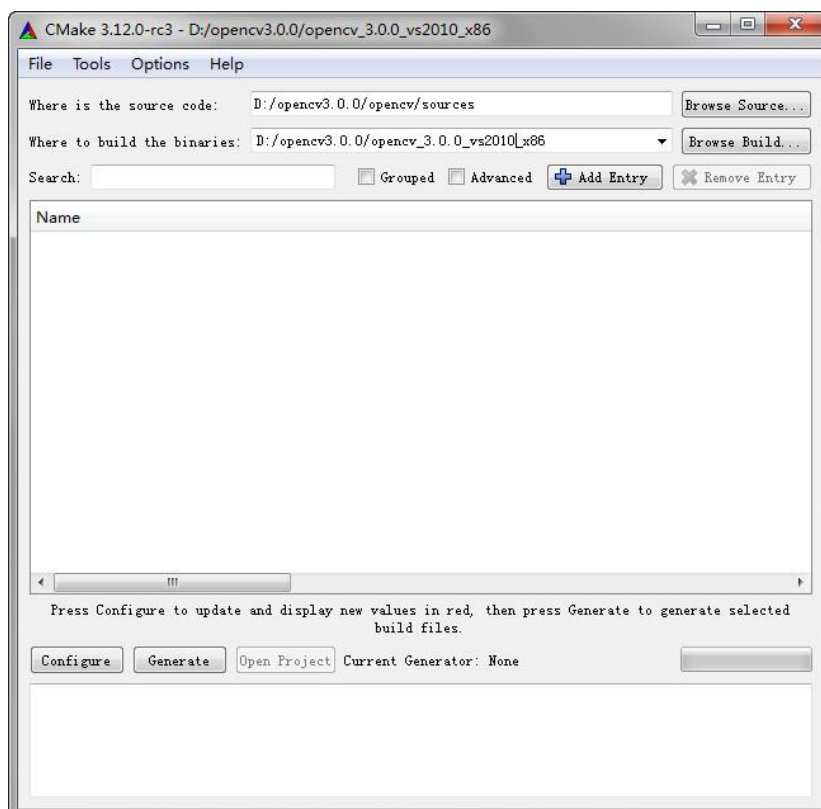 CMake 3.12.0-rc3 - D:/opencv3.0.0/opencv_3.0.0_vs2010_x86
File Tools Options Help
Where is the source code: D:/opencv3.0.0/opencv/sources Browse Source...
Where to build the binaries: D:/opencv3.0.0/opencv_3.0.0_vs2010_x86 Browse Build...
Search: Grouped Advanced Add Entry Remove Entry
Name
Press Configure to update and display new values in red, then press Generate to generate selected
build files.
Configure Generate Open Project Current Generator: None